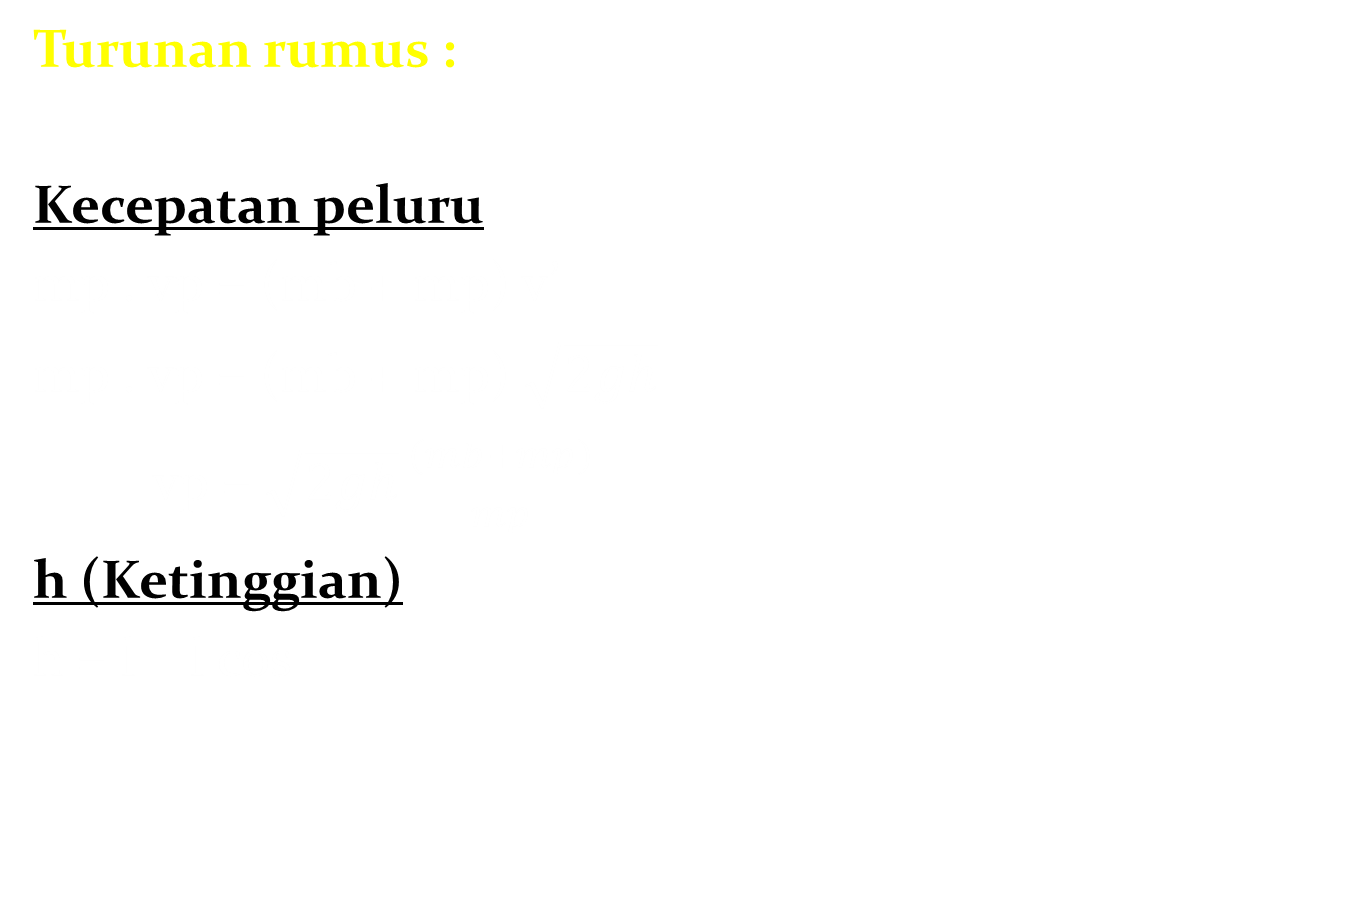 Turunan rumus :
Kecepatan peluru
h (Ketinggian)